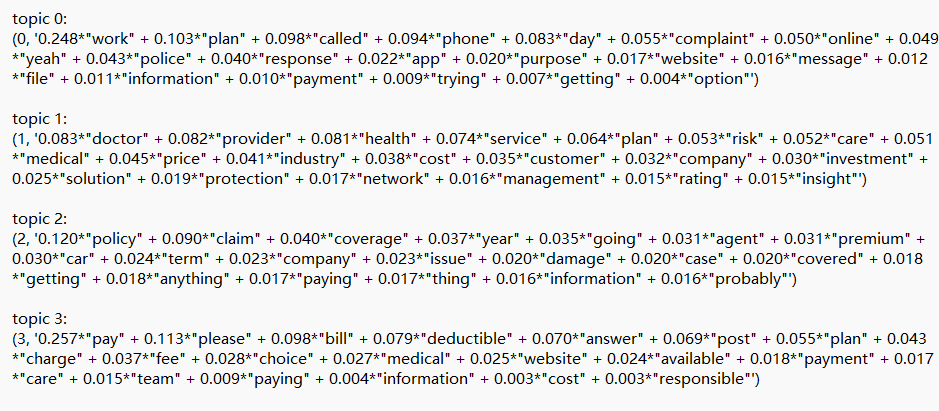 topic 0:
(0, '0.248*"work" + 0.103*"plan" + 0.098*"called" + 0.094*"phone" + 0.083*"day" + 0.055*"complaint" + 0.050*"online" + 0.049
*"yeah" + 0.043*"police" + 0.040*"response" + 0.022*"app" + 0.020*"purpose" + 0.017*"website" + 0.016*"message" + 0.012
*"file" + 0.011*"information" + 0.010*"payment" + 0.009*"trying" + 0.007*"getting" + 0.004*"option"')
topic 1:
(1, '0.083*"doctor" + 0.082*"provider" + 0.081*"health" + 0.074*"service" + 0.064*"plan" + 0.053*"risk" + 0.052*"care" + 0.051
*"medical" + 0.045*"price" + 0.041*"industry" + 0.038*"cost" + 0.035*"customer" + 0.032*"company" + 0.030*"investment" +
0.025*"solution" + 0.019*"protection" + 0.017*"network" + 0.016*"management" + 0.015*"rating" + 0.015*"insight"')
topic 2:
(2, '0.120*"policy" + 0.090*"claim" + 0.040*"coverage" + 0.037*"year" + 0.035*"going" + 0.031*"agent" + 0.031*"premium" +
0.030*"car" + 0.024*"term" + 0.023*"company" + 0.023*"issue" + 0.020*"damage" + 0.020*"case" + 0.020*"covered" + 0.018
*"getting" + 0.018*"anything" + 0.017*"paying" + 0.017*"thing" + 0.016*"information" + 0.016*"probably"')
topic 3:
(3, '0.257*"pay" + 0.113*"please" + 0.098*"bill" + 0.079*"deductible" + 0.070*"answer" + 0.069*"post" + 0.055*"plan" + 0.043
*"charge" + 0.037*"fee" + 0.028*"choice" + 0.027*"medical" + 0.025*"website" + 0.024*"available" + 0.018*"payment" + 0.017
*"care" + 0.015*"team" + 0.009*"paying" + 0.004*"information" + 0.003*"cost" + 0.003*"responsible"')